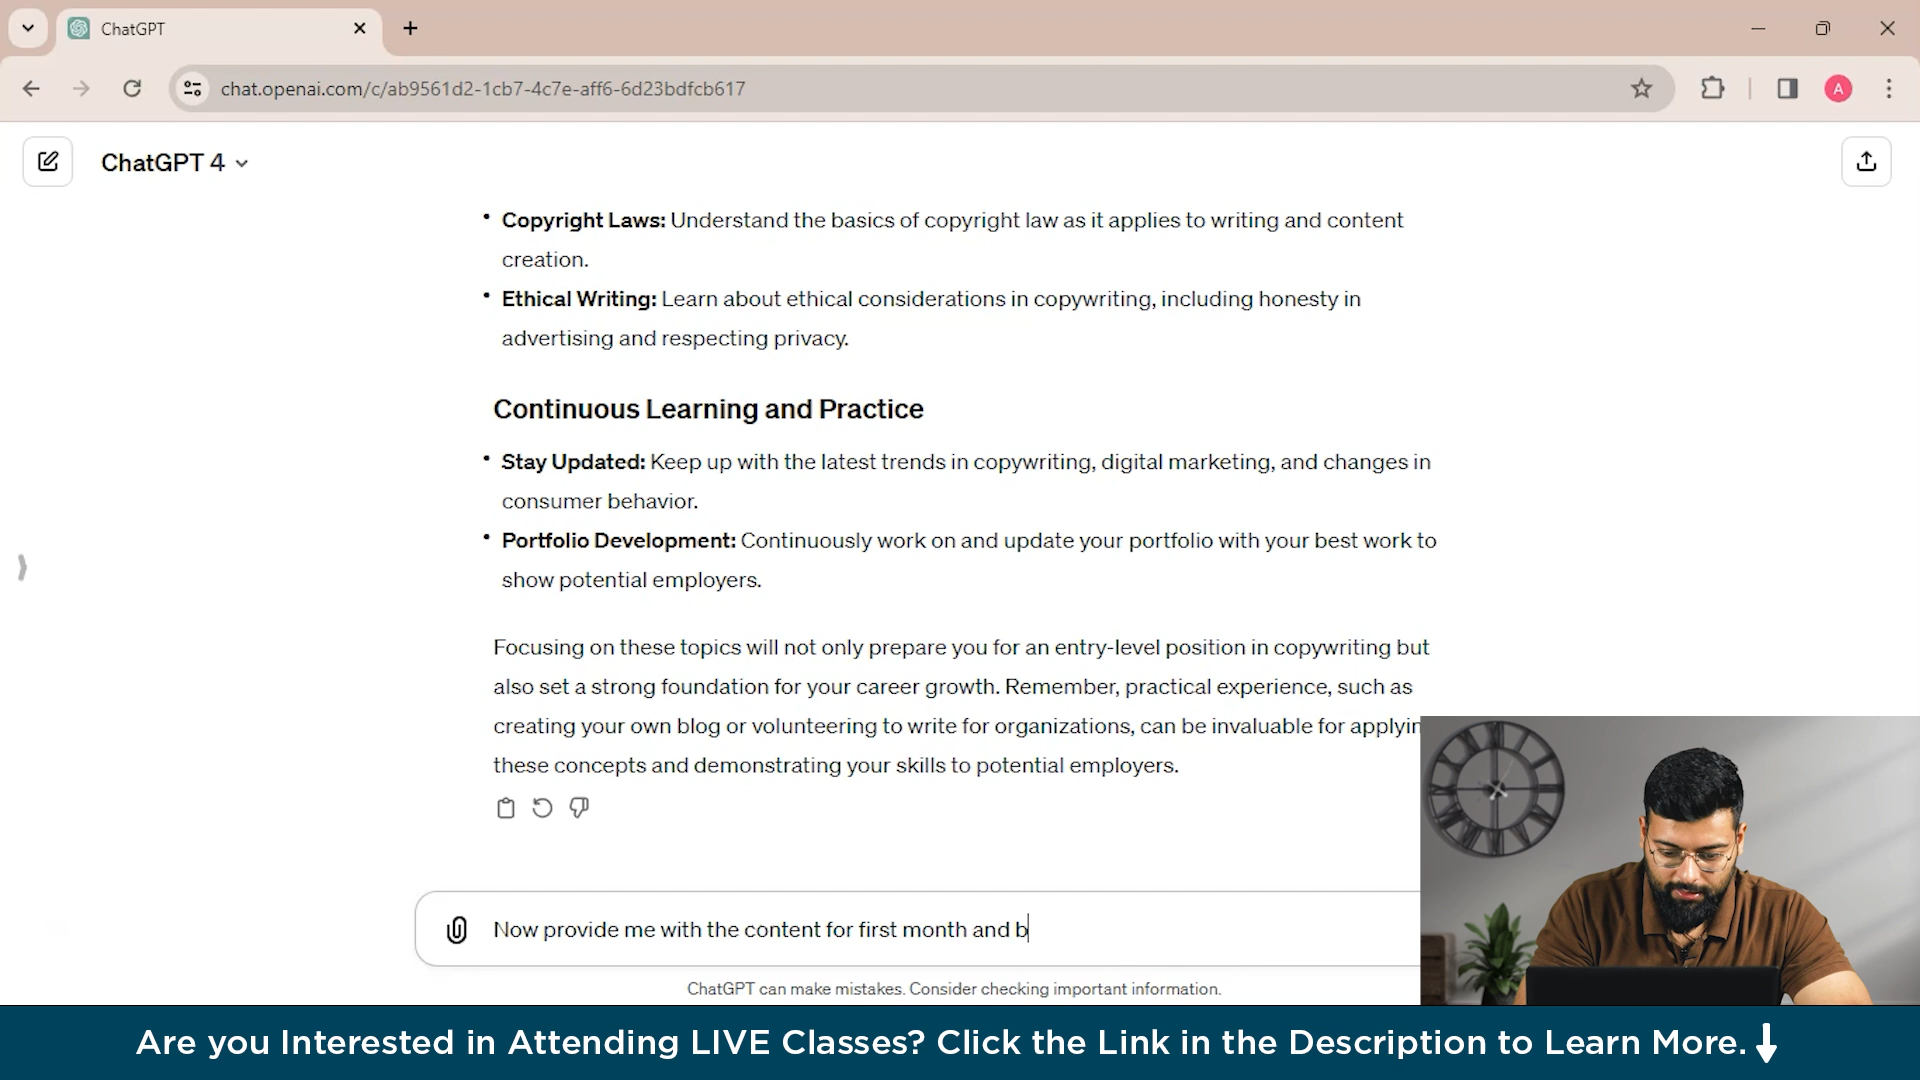 ChatGPT
chat.openai.com/c/ab9561d2-1cb7-4c7e-aff6-6d23bdfcb617
A
ChatGPT 4
• Copyright Laws: Understand the basics of copyright law as it applies to writing and content
creation.
• Ethical Writing: Learn about ethical considerations in copywriting, including honesty in
advertising and respecting privacy.
Continuous Learning and Practice
• Stay Updated: Keep up with the latest trends in copywriting, digital marketing, and changes in
consumer behavior.
• Portfolio Development: Continuously work on and update your portfolio with your best work to
show potential employers.
Focusing on these topics will not only prepare you for an entry-level position in copywriting but
also set a strong foundation for your career growth. Remember, practical experience, such as
creating your own blog or volunteering to write for organizations, can be invaluable for applyin
these concepts and demonstrating your skills to potential employers.
Now provide me with the content for first month and b
ChatGPT can make mistakes. Consider checking important information.
Are you Interested in Attending LIVE Classes? Click the Link in the Description to Learn More.